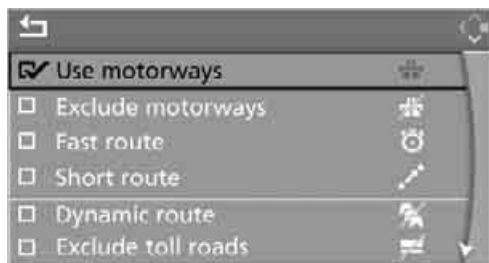 Use motorways
Exclude motorways
Fast route
Short route
Dynamic route
Exclude toll roads